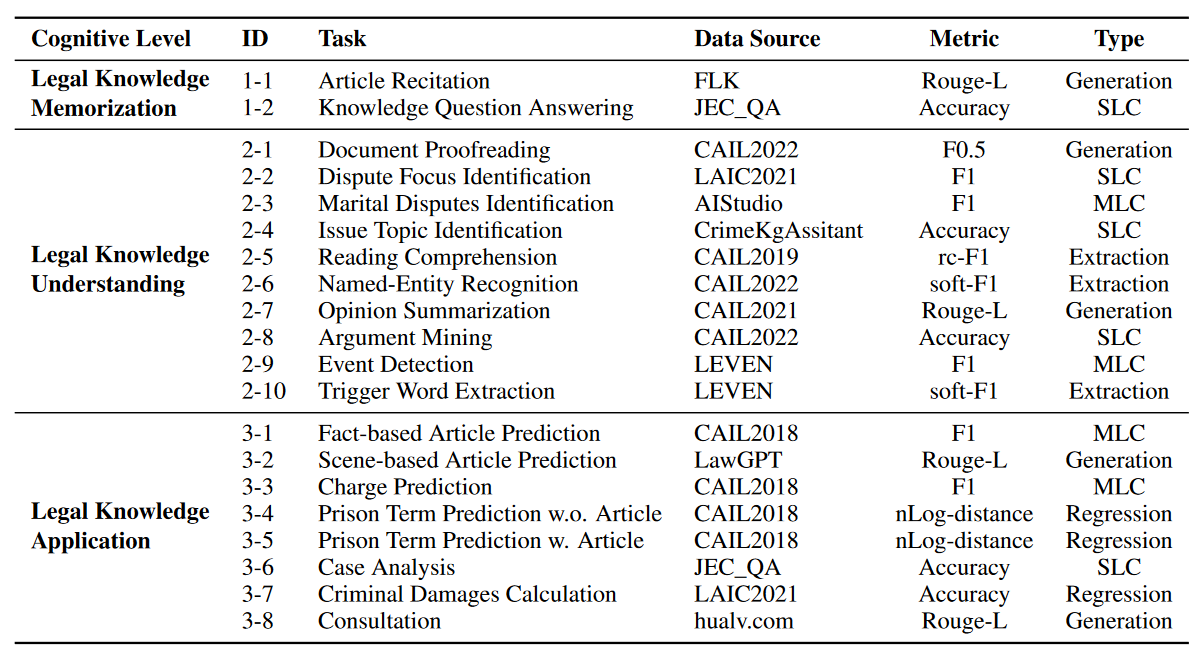 Cognitive Level ID Task Data Source Metric Type
Legal Knowledge Memorization
1-1 Article Recitation FLK Rouge-L Generation
1-2 Knowledge Question Answering JEC_QA Accuracy SLC
Legal Knowledge Understanding
2-1 Document Proofreading CAIL2022 F0.5 Generation
2-2 Dispute Focus Identification LAIC2021 F1 SLC
2-3 Marital Disputes Identification AIStudio F1 MLC
2-4 Issue Topic Identification CrimeKgAssitant Accuracy SLC
2-5 Reading Comprehension CAIL2019 rc-F1 Extraction
2-6 Named-Entity Recognition CAIL2022 soft-F1 Extraction
2-7 Opinion Summarization CAIL2021 Rouge-L Generation
2-8 Argument Mining CAIL2022 Accuracy SLC
2-9 Event Detection LEVEN F1 MLC
2-10 Trigger Word Extraction LEVEN soft-F1 Extraction
Legal Knowledge Application
3-1 Fact-based Article Prediction CAIL2018 F1 MLC
3-2 Scene-based Article Prediction LawGPT Rouge-L Generation
3-3 Charge Prediction CAIL2018 F1 MLC
3-4 Prison Term Prediction w.o. Article CAIL2018 nLog-distance Regression
3-5 Prison Term Prediction w. Article CAIL2018 nLog-distance Regression
3-6 Case Analysis JEC_QA Accuracy SLC
3-7 Criminal Damages Calculation LAIC2021 Accuracy Regression
3-8 Consultation hualv.com Rouge-L Generation